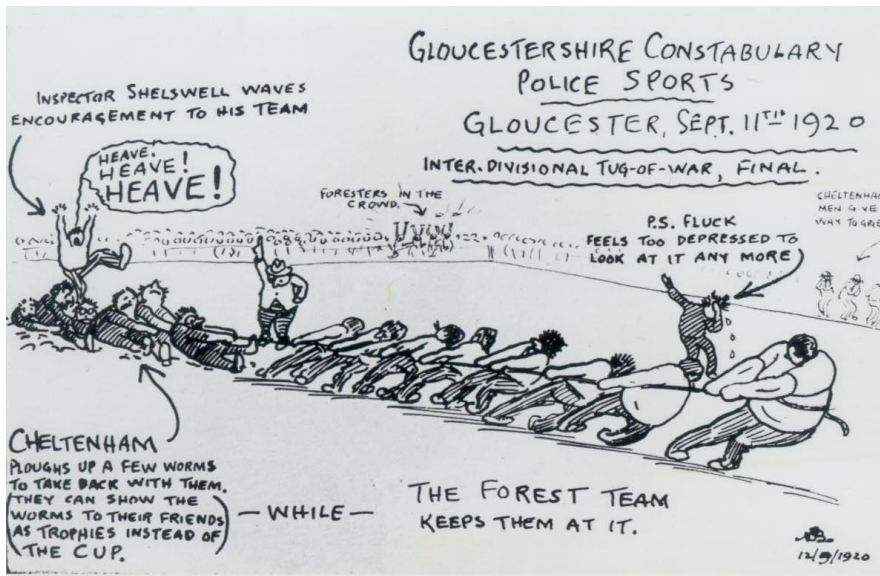 GLOUCESTERSHIRE CONSTABULARY
POLICE SPORTS
GLOUCESTER, SEPT. 11TH 1920
INTER-DIVISIONAL TUG-OF-WAR, FINAL.
INSPECTOR SHELSWELL WAVES
ENCOURAGEMENT TO HIS TEAM
HEAVE.
HEAVE!
HEAVE!
FORESTERS IN THE
CROWD.
P.S. FLUCK
FEELS TOO DEPRESSED TO
LOOK AT IT ANY MORE
CHELTENHAM
MEN GIVE
WAY TO GRIE
CHELTENHAM
PLOUGHS UP A FEW WORMS
TO TAKE BACK WITH THEM.
(THEY CAN SHOW THE
WORMS TO THEIR FRIENDS
AS TROPHIES INSTEAD OF
THE CUP.)
— WHILE —
THE FOREST TEAM
KEEPS THEM AT IT.
12/9/1920